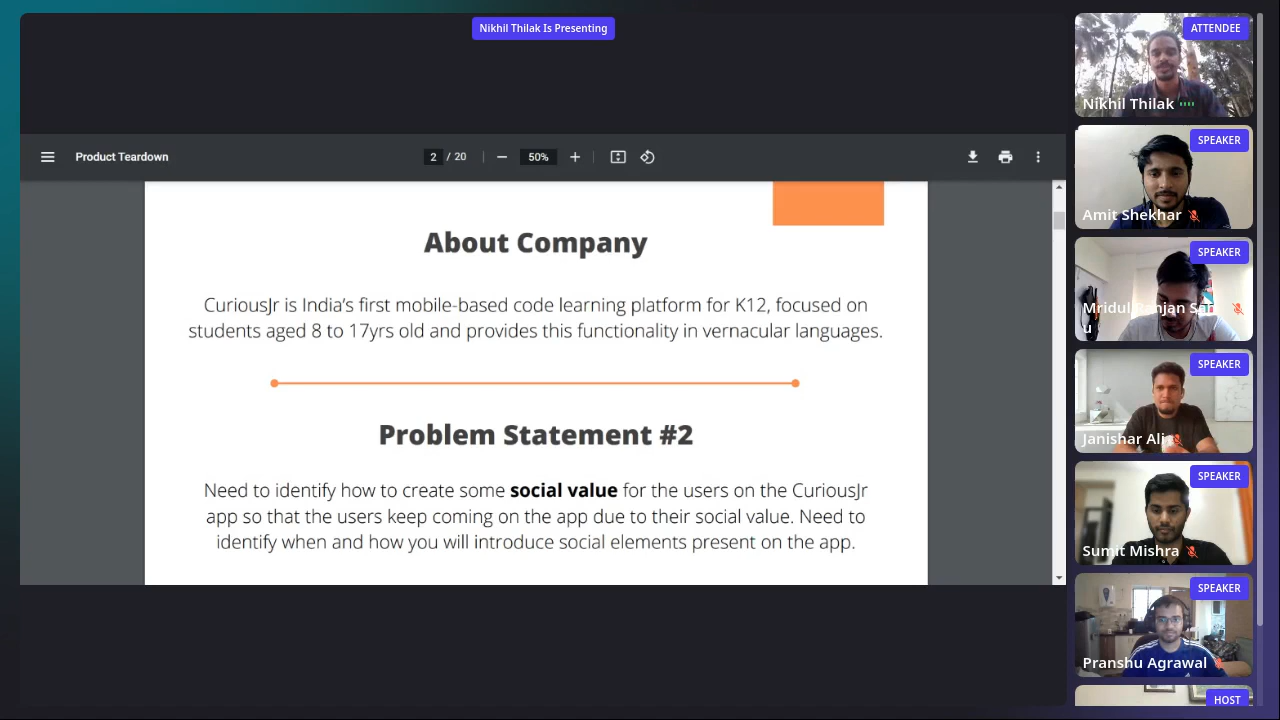 Nikhil Thilak Is Presenting
Product Teardown
2 / 20
50%
About Company
CuriousJr is India's first mobile-based code learning platform for K12, focused on
students aged 8 to 17yrs old and provides this functionality in vernacular languages.
Problem Statement #2
Need to identify how to create some social value for the users on the CuriousJr
app so that the users keep coming on the app due to their social value. Need to
identify when and how you will introduce social elements present on the app.
ATTENDEE
Nikhil Thilak
SPEAKER
Amit Shekhar
SPEAKER
Mridul Ranjan
SPEAKER
Janishar Ali
SPEAKER
Sumit Mishra
SPEAKER
Pranshu Agrawal
HOST